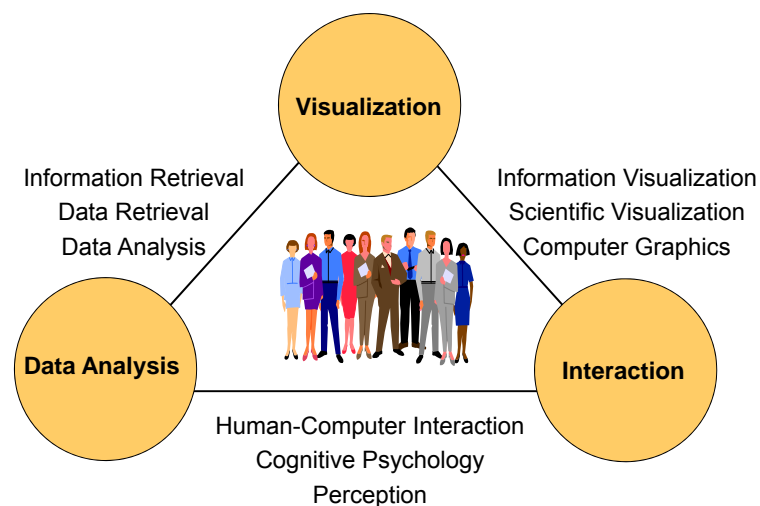 Visualization
Information Retrieval
Data Retrieval
Data Analysis
Information Visualization
Scientific Visualization
Computer Graphics
Data Analysis
Interaction
Human-Computer Interaction
Cognitive Psychology
Perception